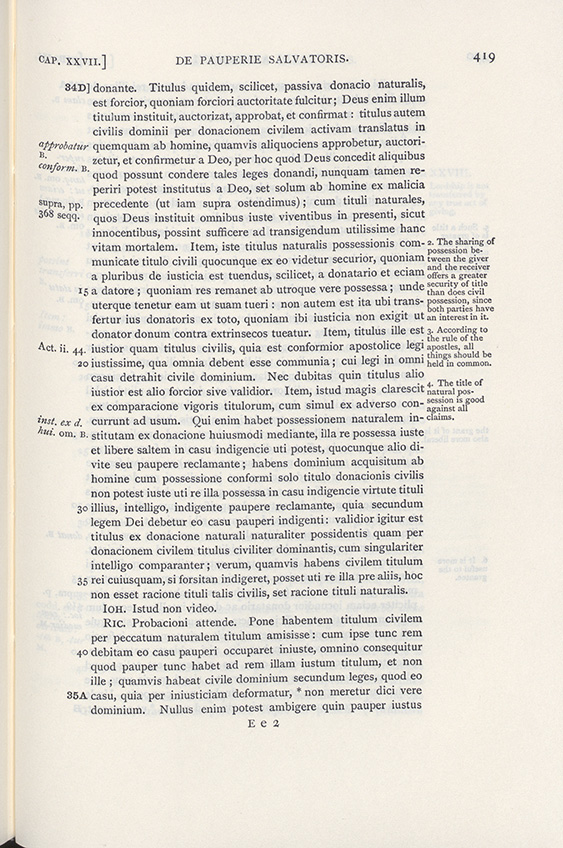 CAP. XXVII.] DE PAUPERIE SALVATORIS. 419
34D] donante. Titulus quidem, scilicet, passiva donacio naturalis,
est forcior, quoniam forciori auctoritate fulcitur; Deus enim illum
titulum instituit, auctorizat, approbat, et confirmat: titulus autem
civilis dominii per donacionem civilem activam translatus in
approbatur B. quemquam ab homine, quamvis aliquociens approbetur, auctori-
zetur, et confirmetur a Deo, per hoc quod Deus concedit aliquibus
conform. B. quod possunt condere tales leges donandi, nunquam tamen re-
periri potest institutus a Deo, set solum ab homine ex malicia
supra, pp. precedente (ut iam supra ostendimus); cum tituli naturales,
368 seqq. quos Deus instituit omnibus iuste viventibus in presenti, sicut
innocentibus, possint sufficere ad transigendum utilissime hanc
vitam mortalem. Item, iste titulus naturalis possessionis com-
municate titulo civili quocunque ex eo videtur securior, quoniam
a pluribus de iusticia est tuendus, scilicet, a donatario et eciam
15 a datore; quoniam res remanet ab utroque vere possessa; unde
uterque tenetur eam ut suam tueri: non autem est ita ubi trans-
fertur ius donatoris ex toto, quoniam ibi iusticia non exigit ut
donator donum contra extrinsecos tueatur. Item, titulus ille est
Act. ii. 44. iustior quam titulus civilis, quia est conformior apostolice legi
20 iustissime, qua omnia debent esse communia; cui legi in omni
casu detrahit civile dominium. Nec dubitas quin titulus alio
iustior est alio forcior sive validior. Item, istud magis clarescit
ex comparacione vigoris titulorum, cum simul ex adverso con-
inst. ex d. currunt ad usum. Qui enim habet possessionem naturalem in-
hui. om. B. stitutam ex donacione huiusmodi mediante, illa re possessa iuste
et libere saltem in casu indigencie uti potest, quocunque alio di-
vite seu paupere reclamante; habens dominium acquisitum ab
homine cum possessione conformi solo titulo donacionis civilis
non potest iuste uti re illa possessa in casu indigencie virtute tituli
30 illius, intelligo, indigente paupere reclamante, quia secundum
legem Dei debetur eo casu pauperi indigenti: validior igitur est
titulus ex donacione naturali naturaliter possidentis quam per
donacionem civilem titulus civiliter dominantis, cum singulariter
intelligo comparanter; verum, quamvis habens civilem titulum
35 rei cuiusquam, si forsitan indigeret, posset uti re illa pre aliis, hoc
non esset racione tituli talis civilis, set racione tituli naturalis.
IOH. Istud non video.
RIC. Probacioni attende. Pone habentem titulum civilem
per peccatum naturalem titulum amisisse: cum ipse tunc rem
40 debitam eo casu pauperi occuparet iniuste, omnino consequitur
quod pauper tunc habet ad rem illam iustum titulum, et non
ille; quamvis habeat civile dominium secundum leges, quod eo
35A casu, quia per iniusticiam deformatur, * non meretur dici vere
dominium. Nullus enim potest ambigere quin pauper iustus
2. The sharing of
possession be-
tween the giver
and the receiver
offers a greater
security of title
than does civil
possession, since
both parties have
an interest in it.
3. According to
the rule of the
apostles, all
things should be
held in common.
4. The title of
natural pos-
session is good
against all
claims.
E e 2